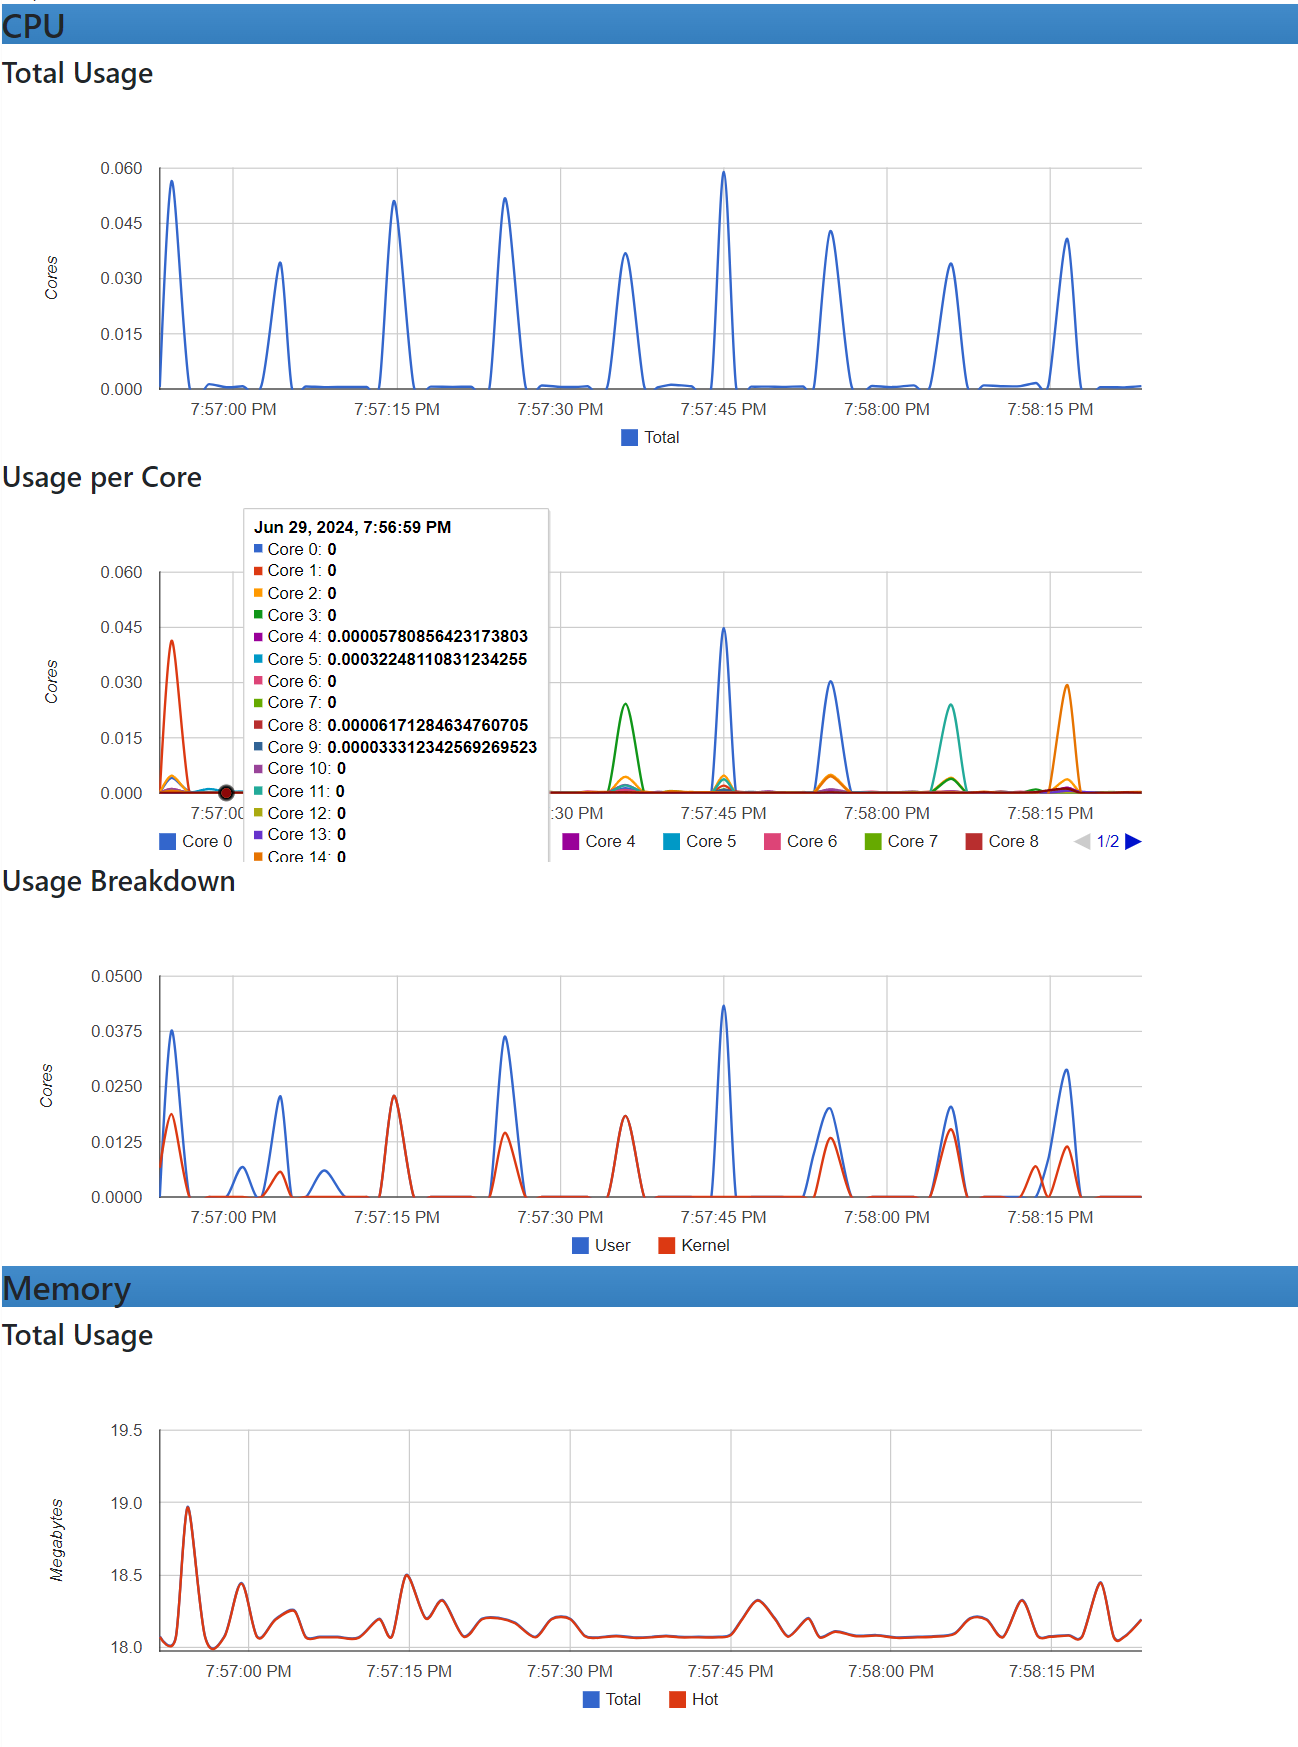 CPU
Total Usage
0.060
0.045
0.030
0.015
0.000
Cores
7:57:00 PM 7:57:15 PM 7:57:30 PM 7:57:45 PM 7:58:00 PM 7:58:15 PM
Total
Usage per Core
Jun 29, 2024, 7:56:59 PM
Core 0: 0
Core 1: 0
Core 2: 0
Core 3: 0
Core 4: 0.00005780856423173803
Core 5: 0.00032248110831234255
Core 6: 0
Core 7: 0
Core 8: 0.00006171284634760705
Core 9: 0.000033312342569269523
Core 10: 0
Core 11: 0
Core 12: 0
Core 13: 0
Core 14: 0
0.060
0.045
0.030
0.015
0.000
Cores
7:57:00 :30 PM 7:57:45 PM 7:58:00 PM 7:58:15 PM
Core 0 Core 4 Core 5 Core 6 Core 7 Core 8 1/2
Usage Breakdown
0.0500
0.0375
0.0250
0.0125
0.0000
Cores
7:57:00 PM 7:57:15 PM 7:57:30 PM 7:57:45 PM 7:58:00 PM 7:58:15 PM
User Kernel
Memory
Total Usage
19.5
19.0
18.5
18.0
Megabytes
7:57:00 PM 7:57:15 PM 7:57:30 PM 7:57:45 PM 7:58:00 PM 7:58:15 PM
Total Hot